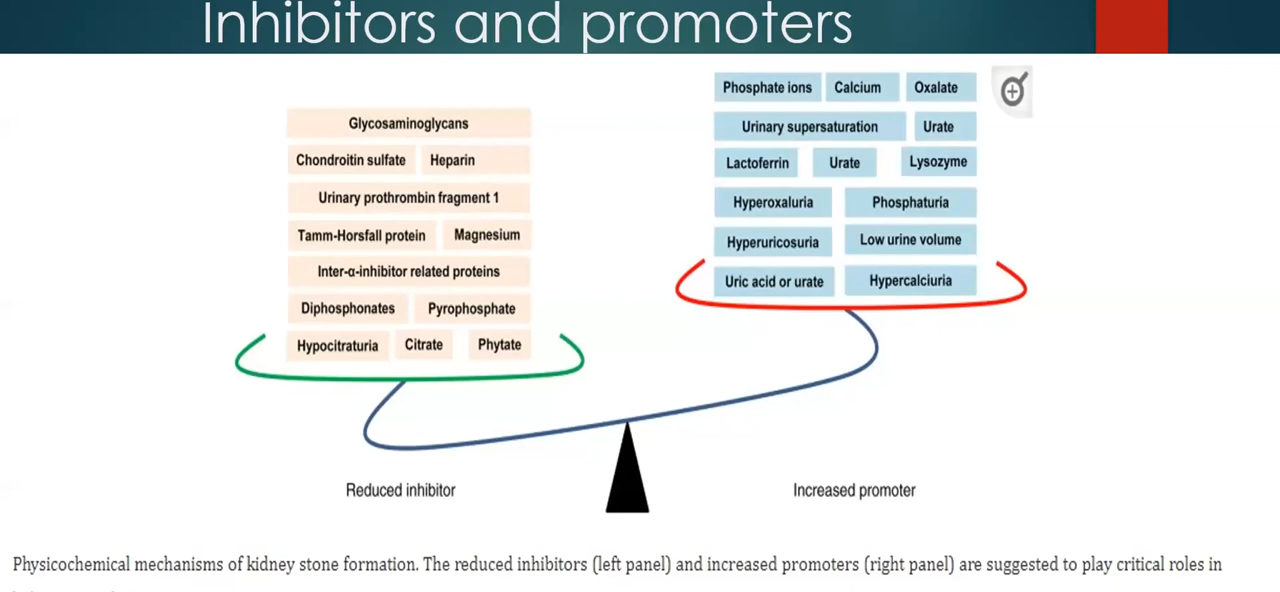 Inhibitors and promoters
Glycosaminoglycans
Chondroitin sulfate Heparin
Urinary prothrombin fragment 1
Tamm-Horsfall protein Magnesium
Inter-α-inhibitor related proteins
Diphosphonates Pyrophosphate
Hypocitraturia Citrate Phytate
Reduced inhibitor
Phosphate ions Calcium Oxalate
Urinary supersaturation Urate
Lactoferrin Urate Lysozyme
Hyperoxaluria Phosphaturia
Hyperuricosuria Low urine volume
Uric acid or urate Hypercalciuria
Increased promoter
Physicochemical mechanisms of kidney stone formation. The reduced inhibitors (left panel) and increased promoters (right panel) are suggested to play critical roles in